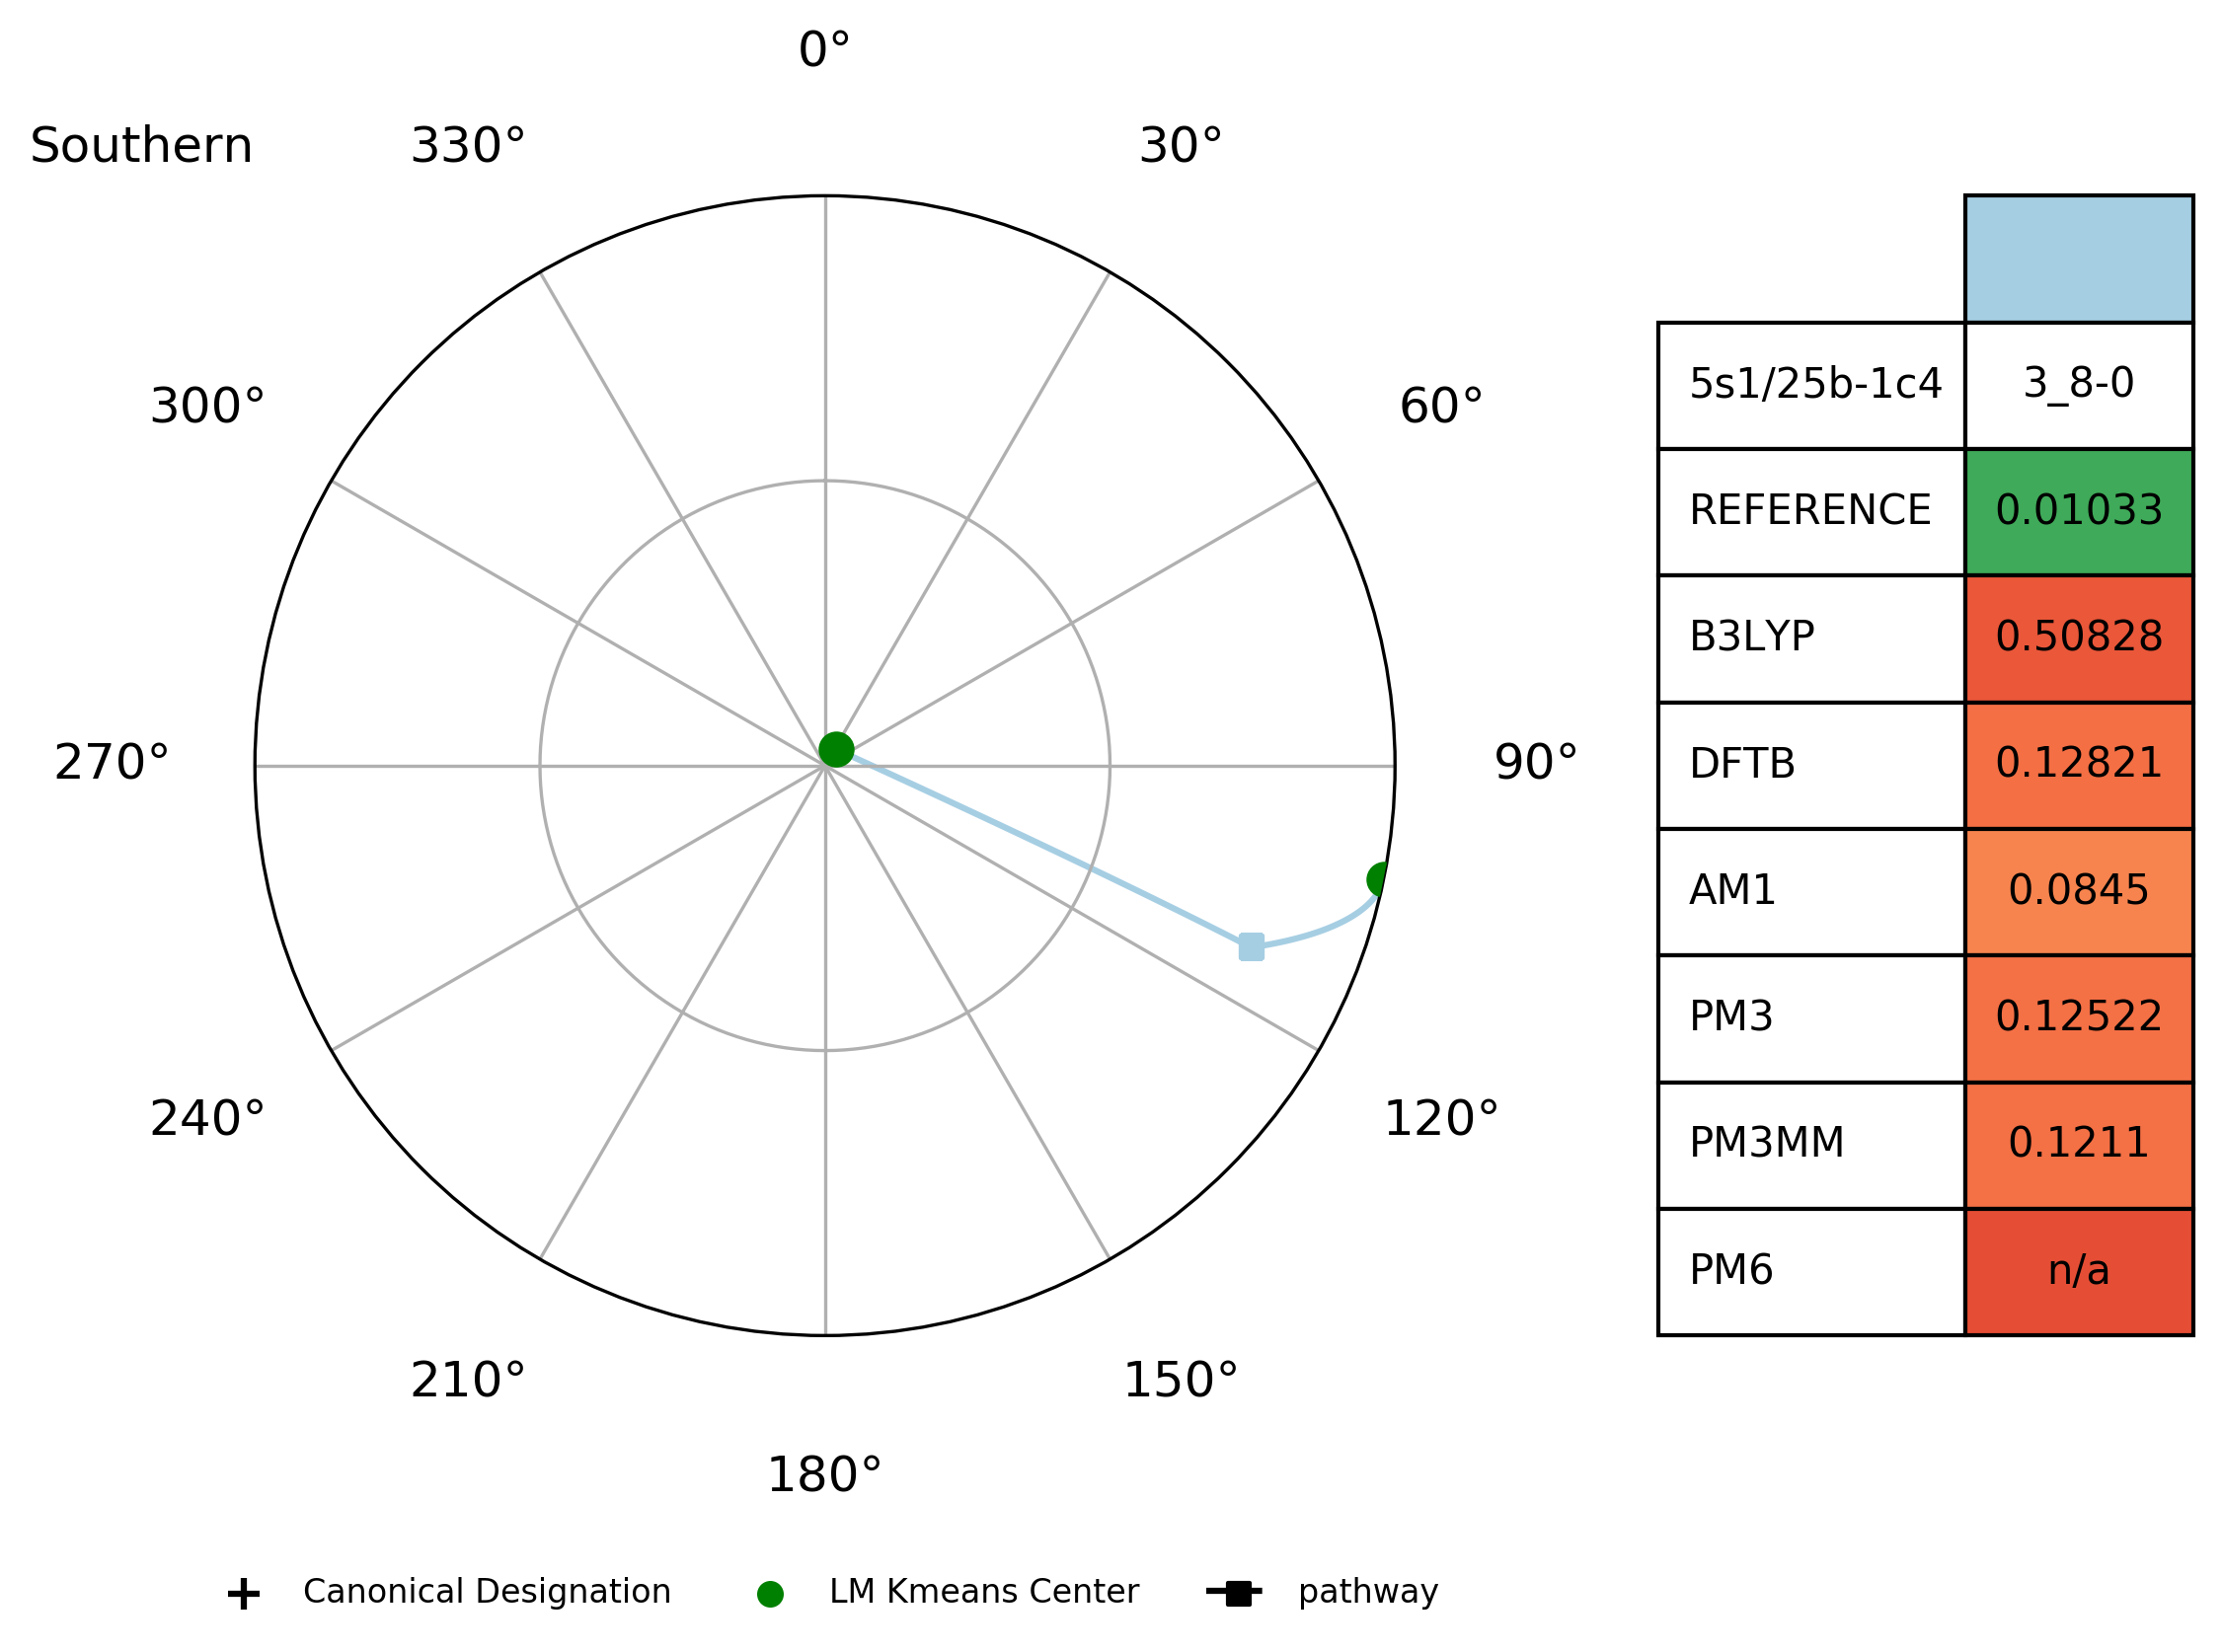 0°
Southern
330°
30°
300°
60°
270°
90°
240°
120°
210°
150°
180°
5s1/25b-1c4 3_8-0
REFERENCE 0.01033
B3LYP 0.50828
DFTB 0.12821
AM1 0.0845
PM3 0.12522
PM3MM 0.1211
PM6 n/a
Canonical Designation LM Kmeans Center pathway